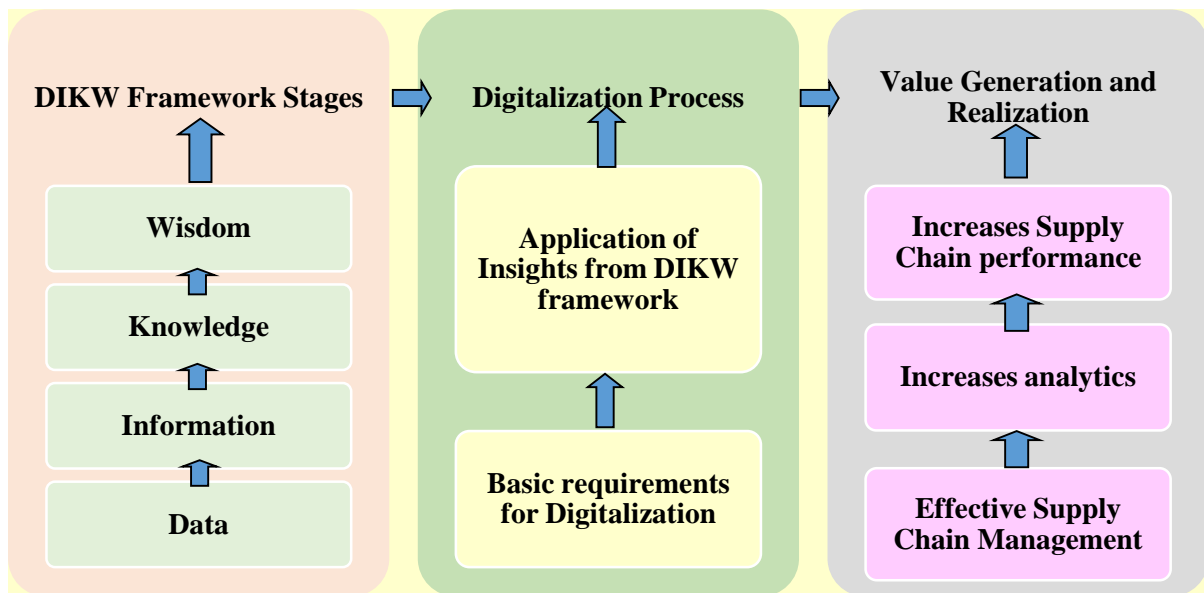 DIKW Framework Stages
Wisdom
Knowledge
Information
Data
Digitalization Process
Application of
Insights from DIKW
framework
Basic requirements
for Digitalization
Value Generation and
Realization
Increases Supply
Chain performance
Increases analytics
Effective Supply
Chain Management